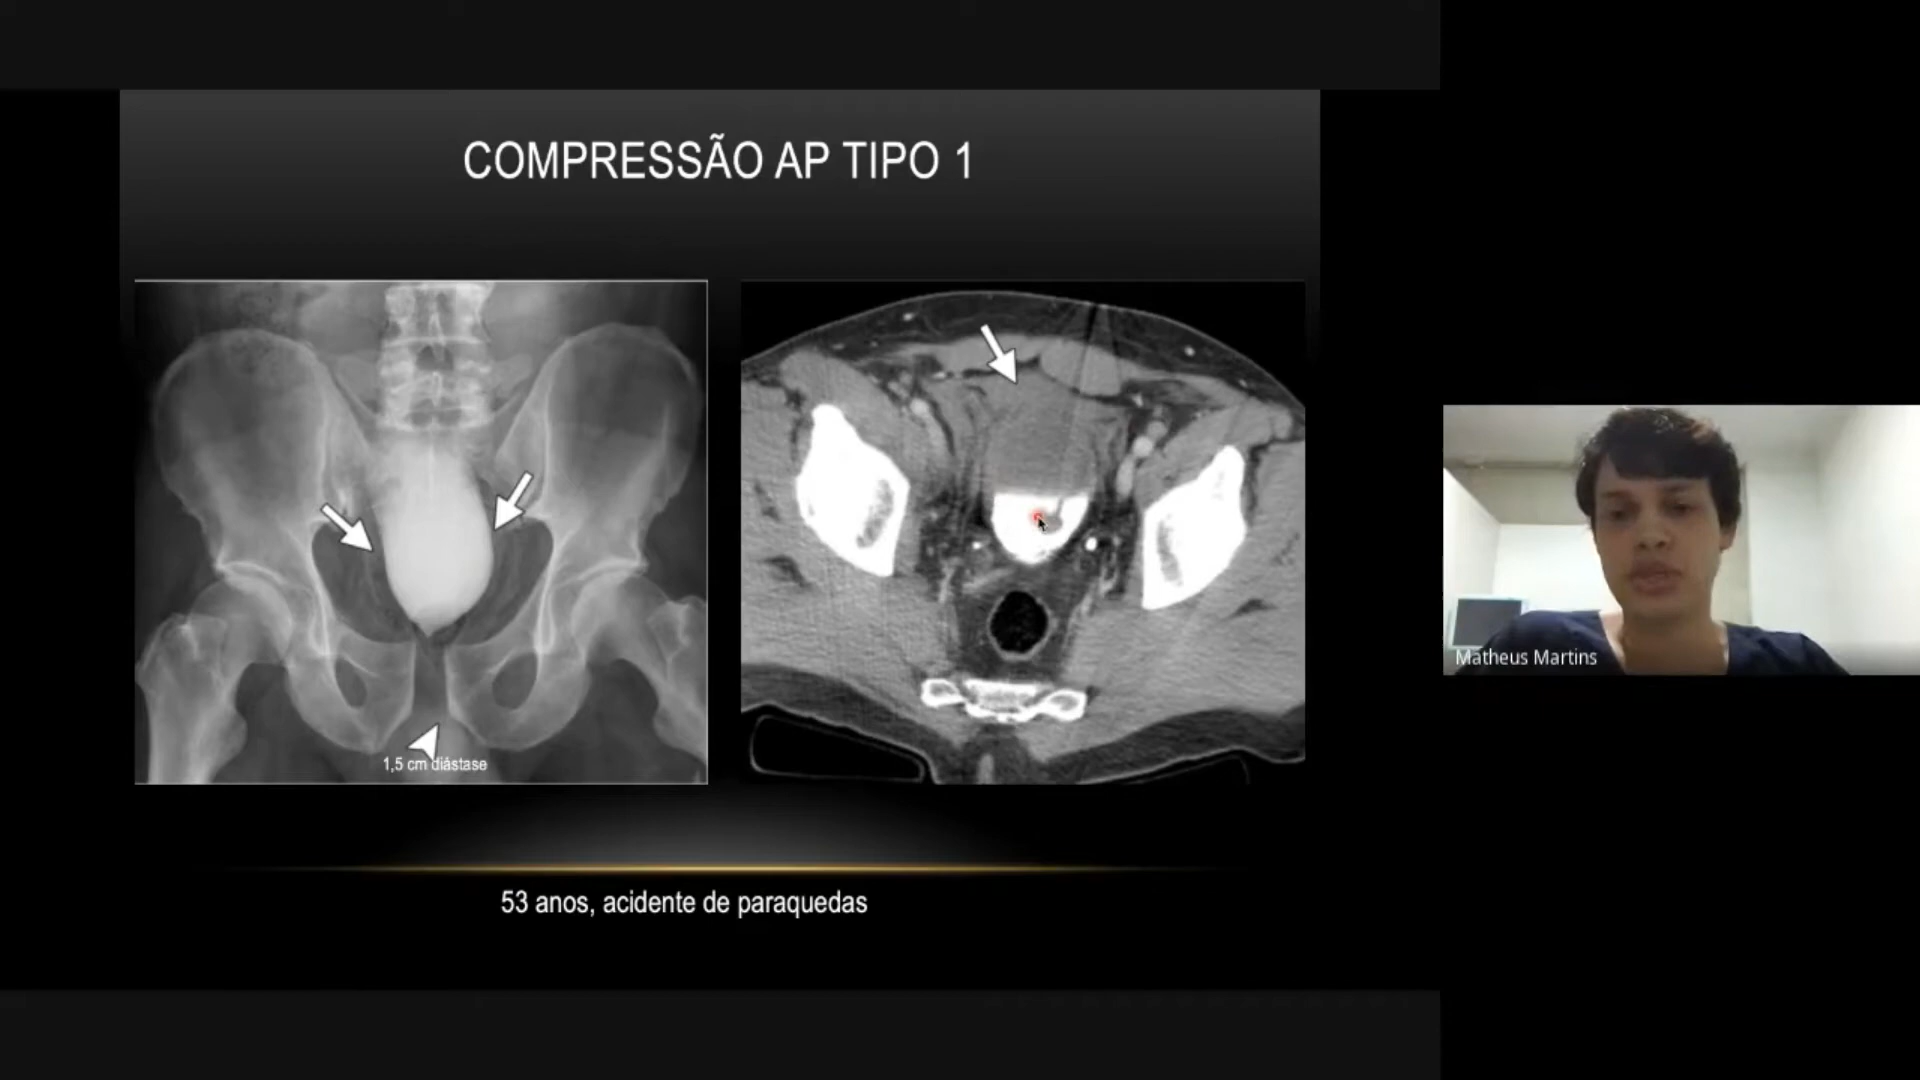 COMPRESSÃO AP TIPO 1
1,5 cm diástase
Matheus Martins
53 anos, acidente de paraquedas